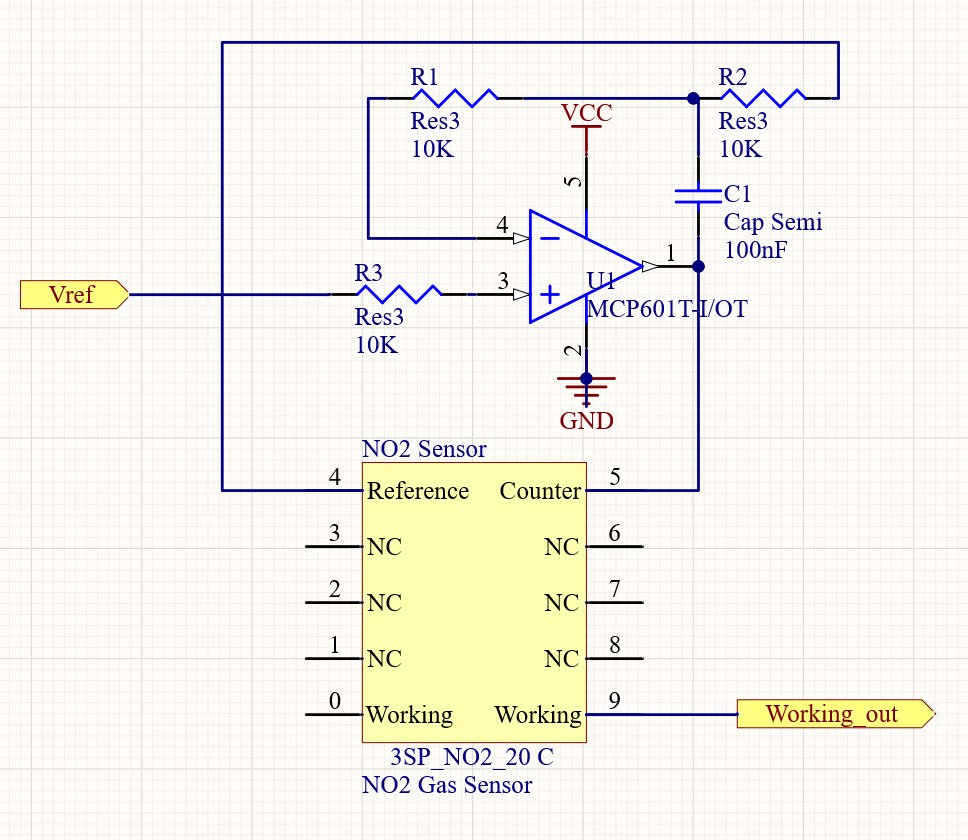 R1
Res3
10K
R2
Res3
10K
VCC
5
C1
Cap Semi
100nF
4
1
3
U1
MCP601T-I/OT
R3
Res3
10K
Vref
2
GND
NO2 Sensor
4 Reference Counter 5
3 NC NC 6
2 NC NC 7
1 NC NC 8
0 Working Working 9
Working_out
3SP_NO2_20 C
NO2 Gas Sensor